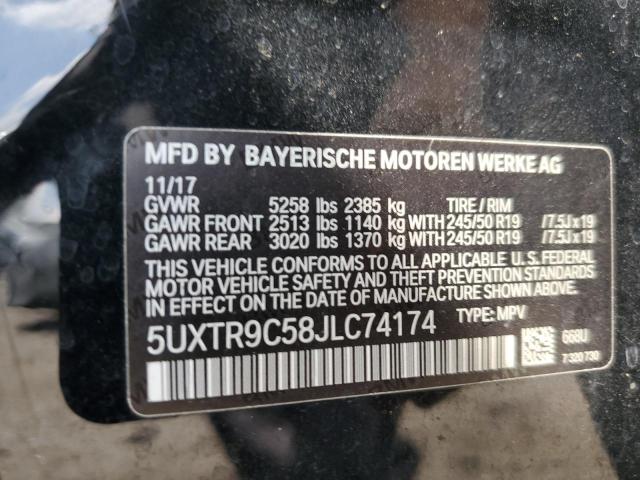 MFD BY BAYERISCHE MOTOREN WERKE AG
11/17
GVWR 5258 lbs 2385 kg TIRE / RIM
GAWR FRONT 2513 lbs 1140 kg WITH 245/50 R19 /7.5J x 19
GAWR REAR 3020 lbs 1370 kg WITH 245/50 R19 /7.5J x 19
THIS VEHICLE CONFORMS TO ALL APPLICABLE U.S. FEDERAL
MOTOR VEHICLE SAFETY AND THEFT PREVENTION STANDARDS
IN EFFECT ON THE DATE OF MANUFACTURE SHOWN ABOVE.
5UXTR9C58JLC74174 TYPE: MPV
668U
7 320 730